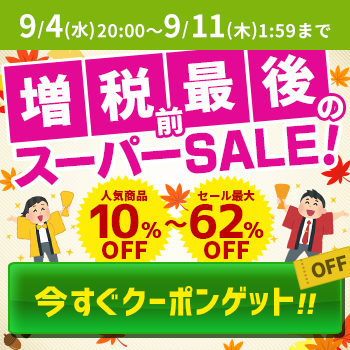 9/4(水)20:00～9/11(木)1:59まで
増税前最後の
スーパーSALE!
人気商品
10%OFF
～
セール最大
62%OFF
OFF
今すぐクーポンゲット!!